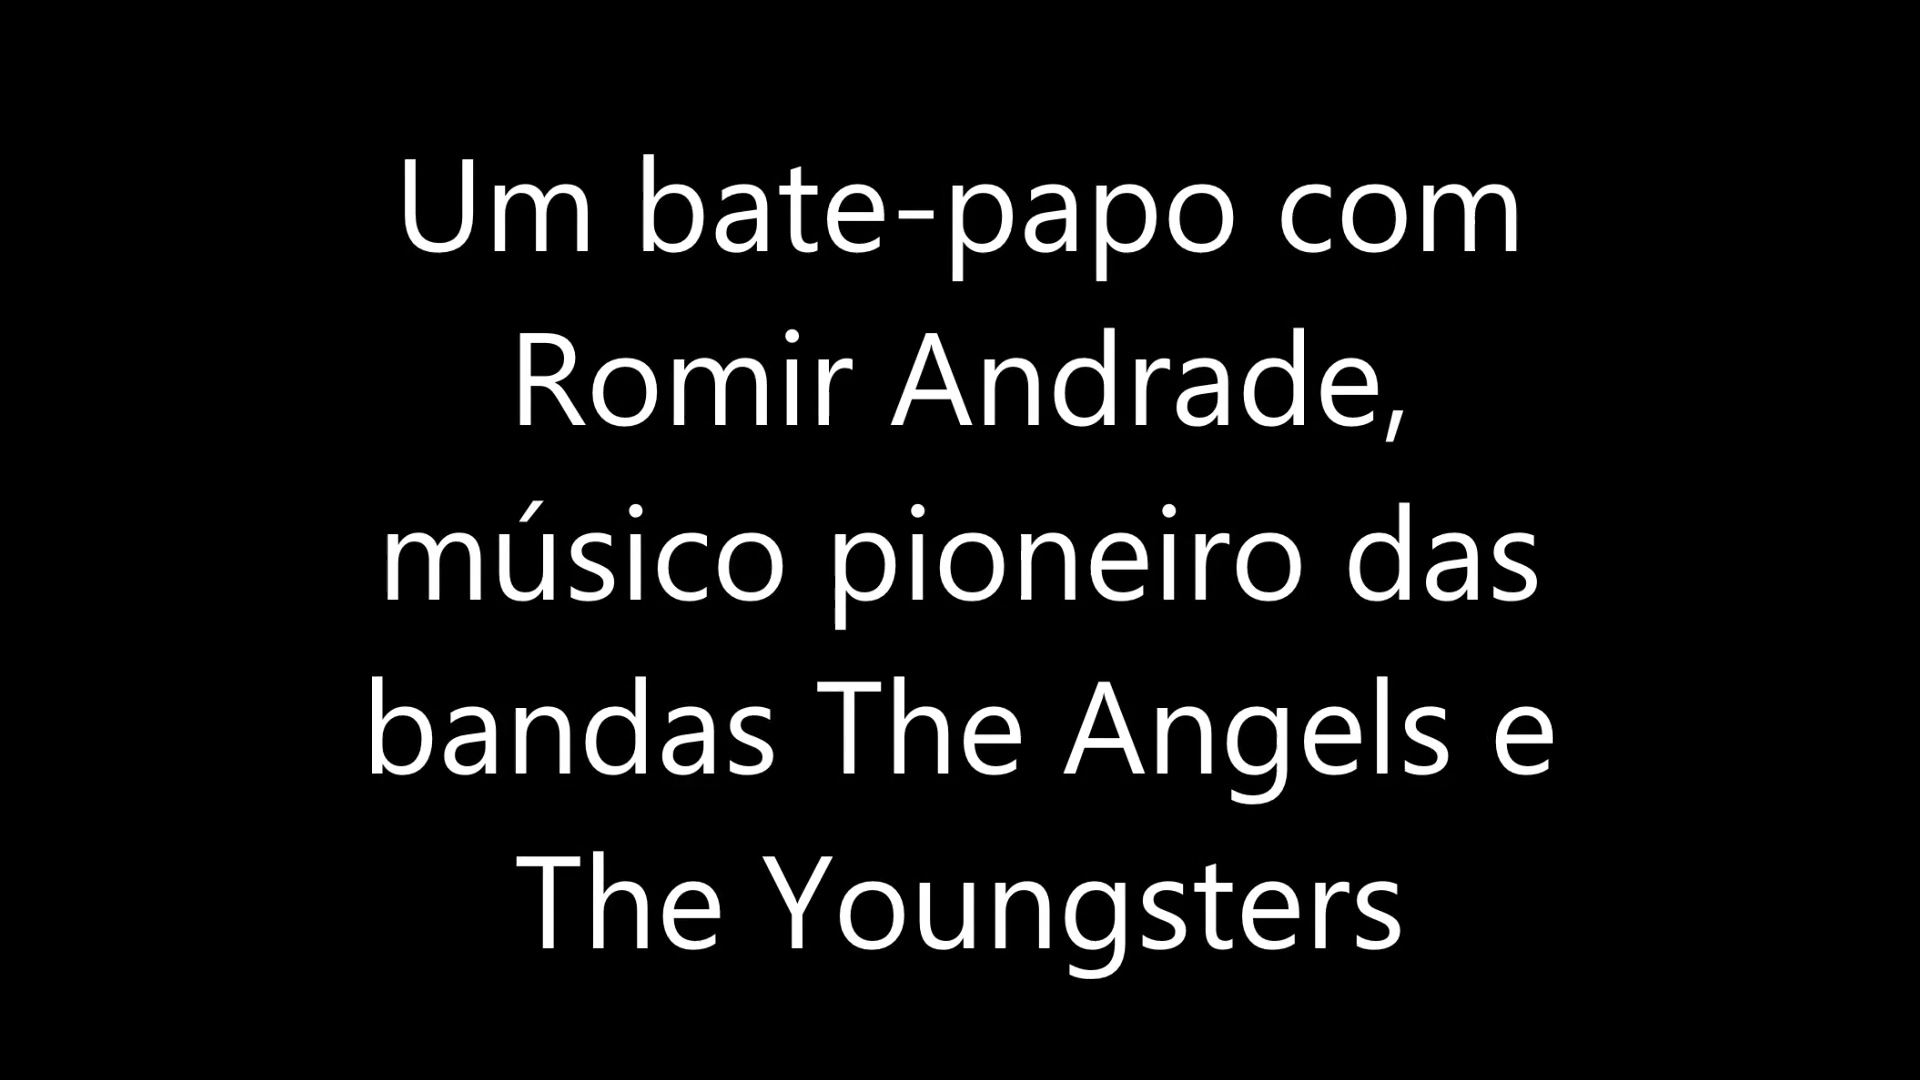 Um bate-papo com
Romir Andrade,
músico pioneiro das
bandas The Angels e
The Youngsters